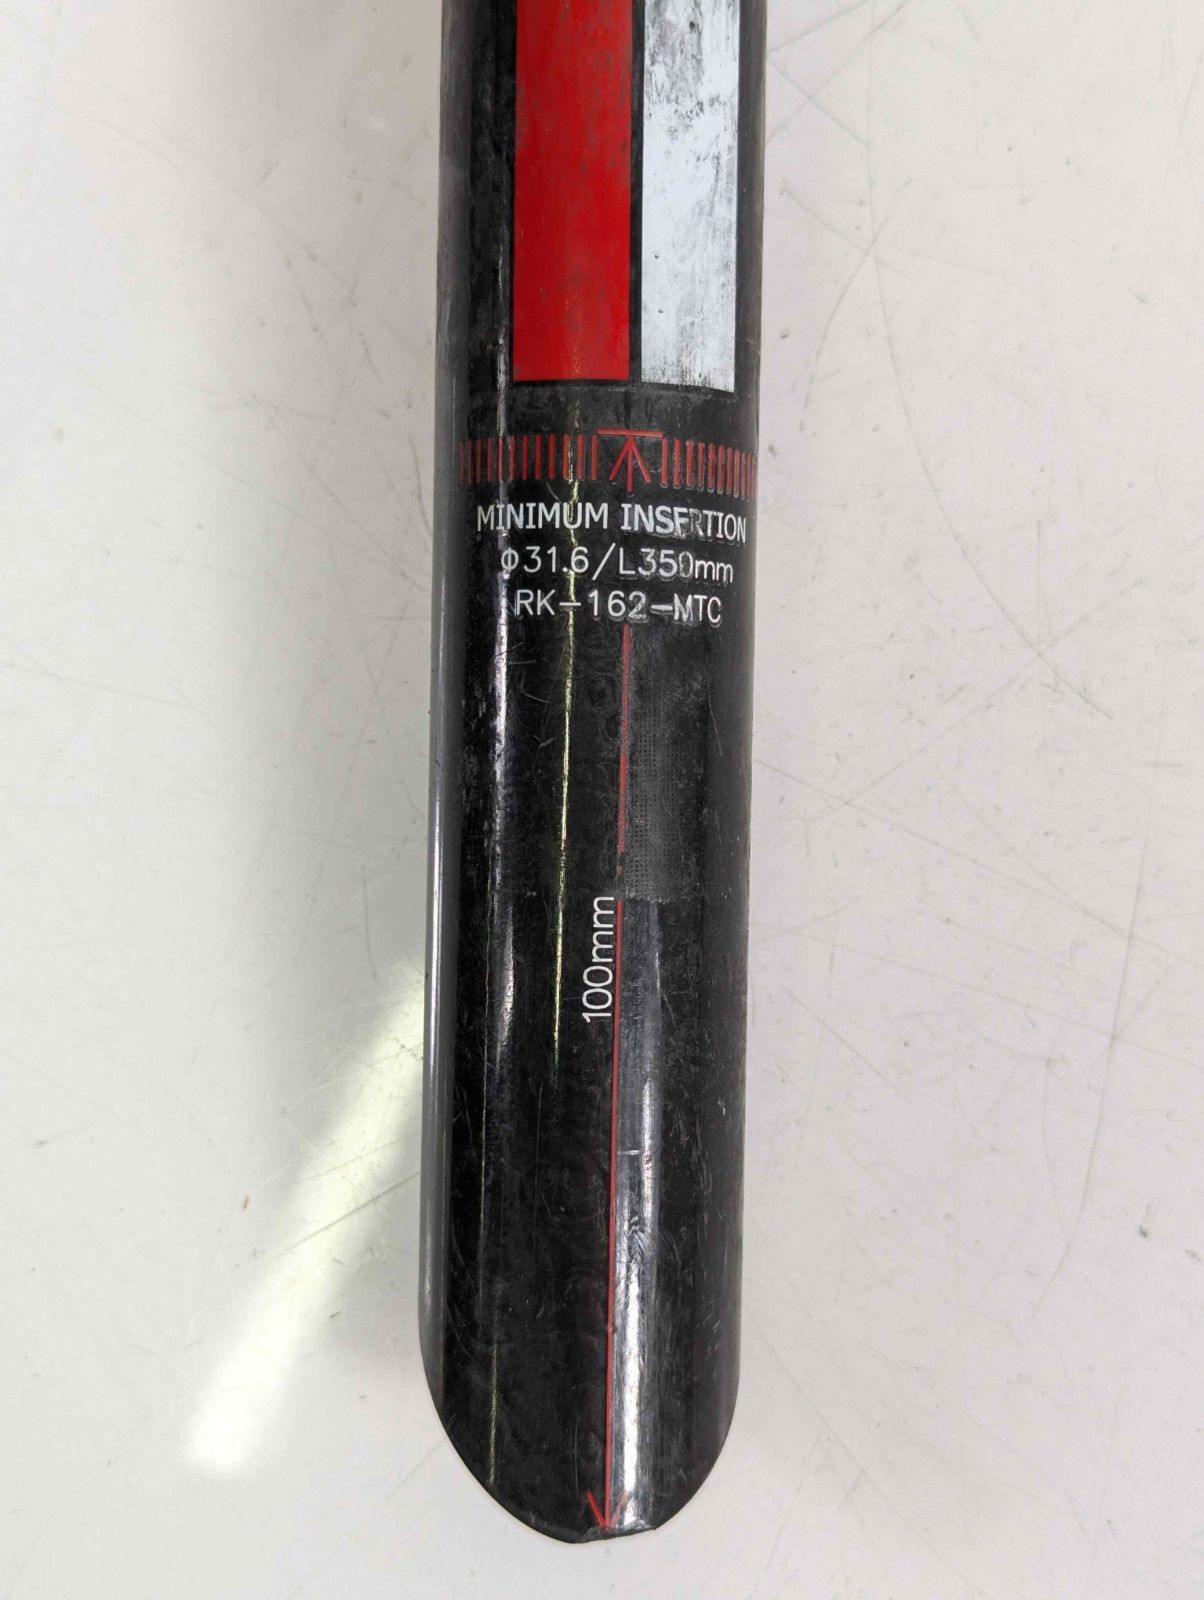 MINIMUM INSERTION
Φ31.6/L350mm
RK-162-MTC
100mm